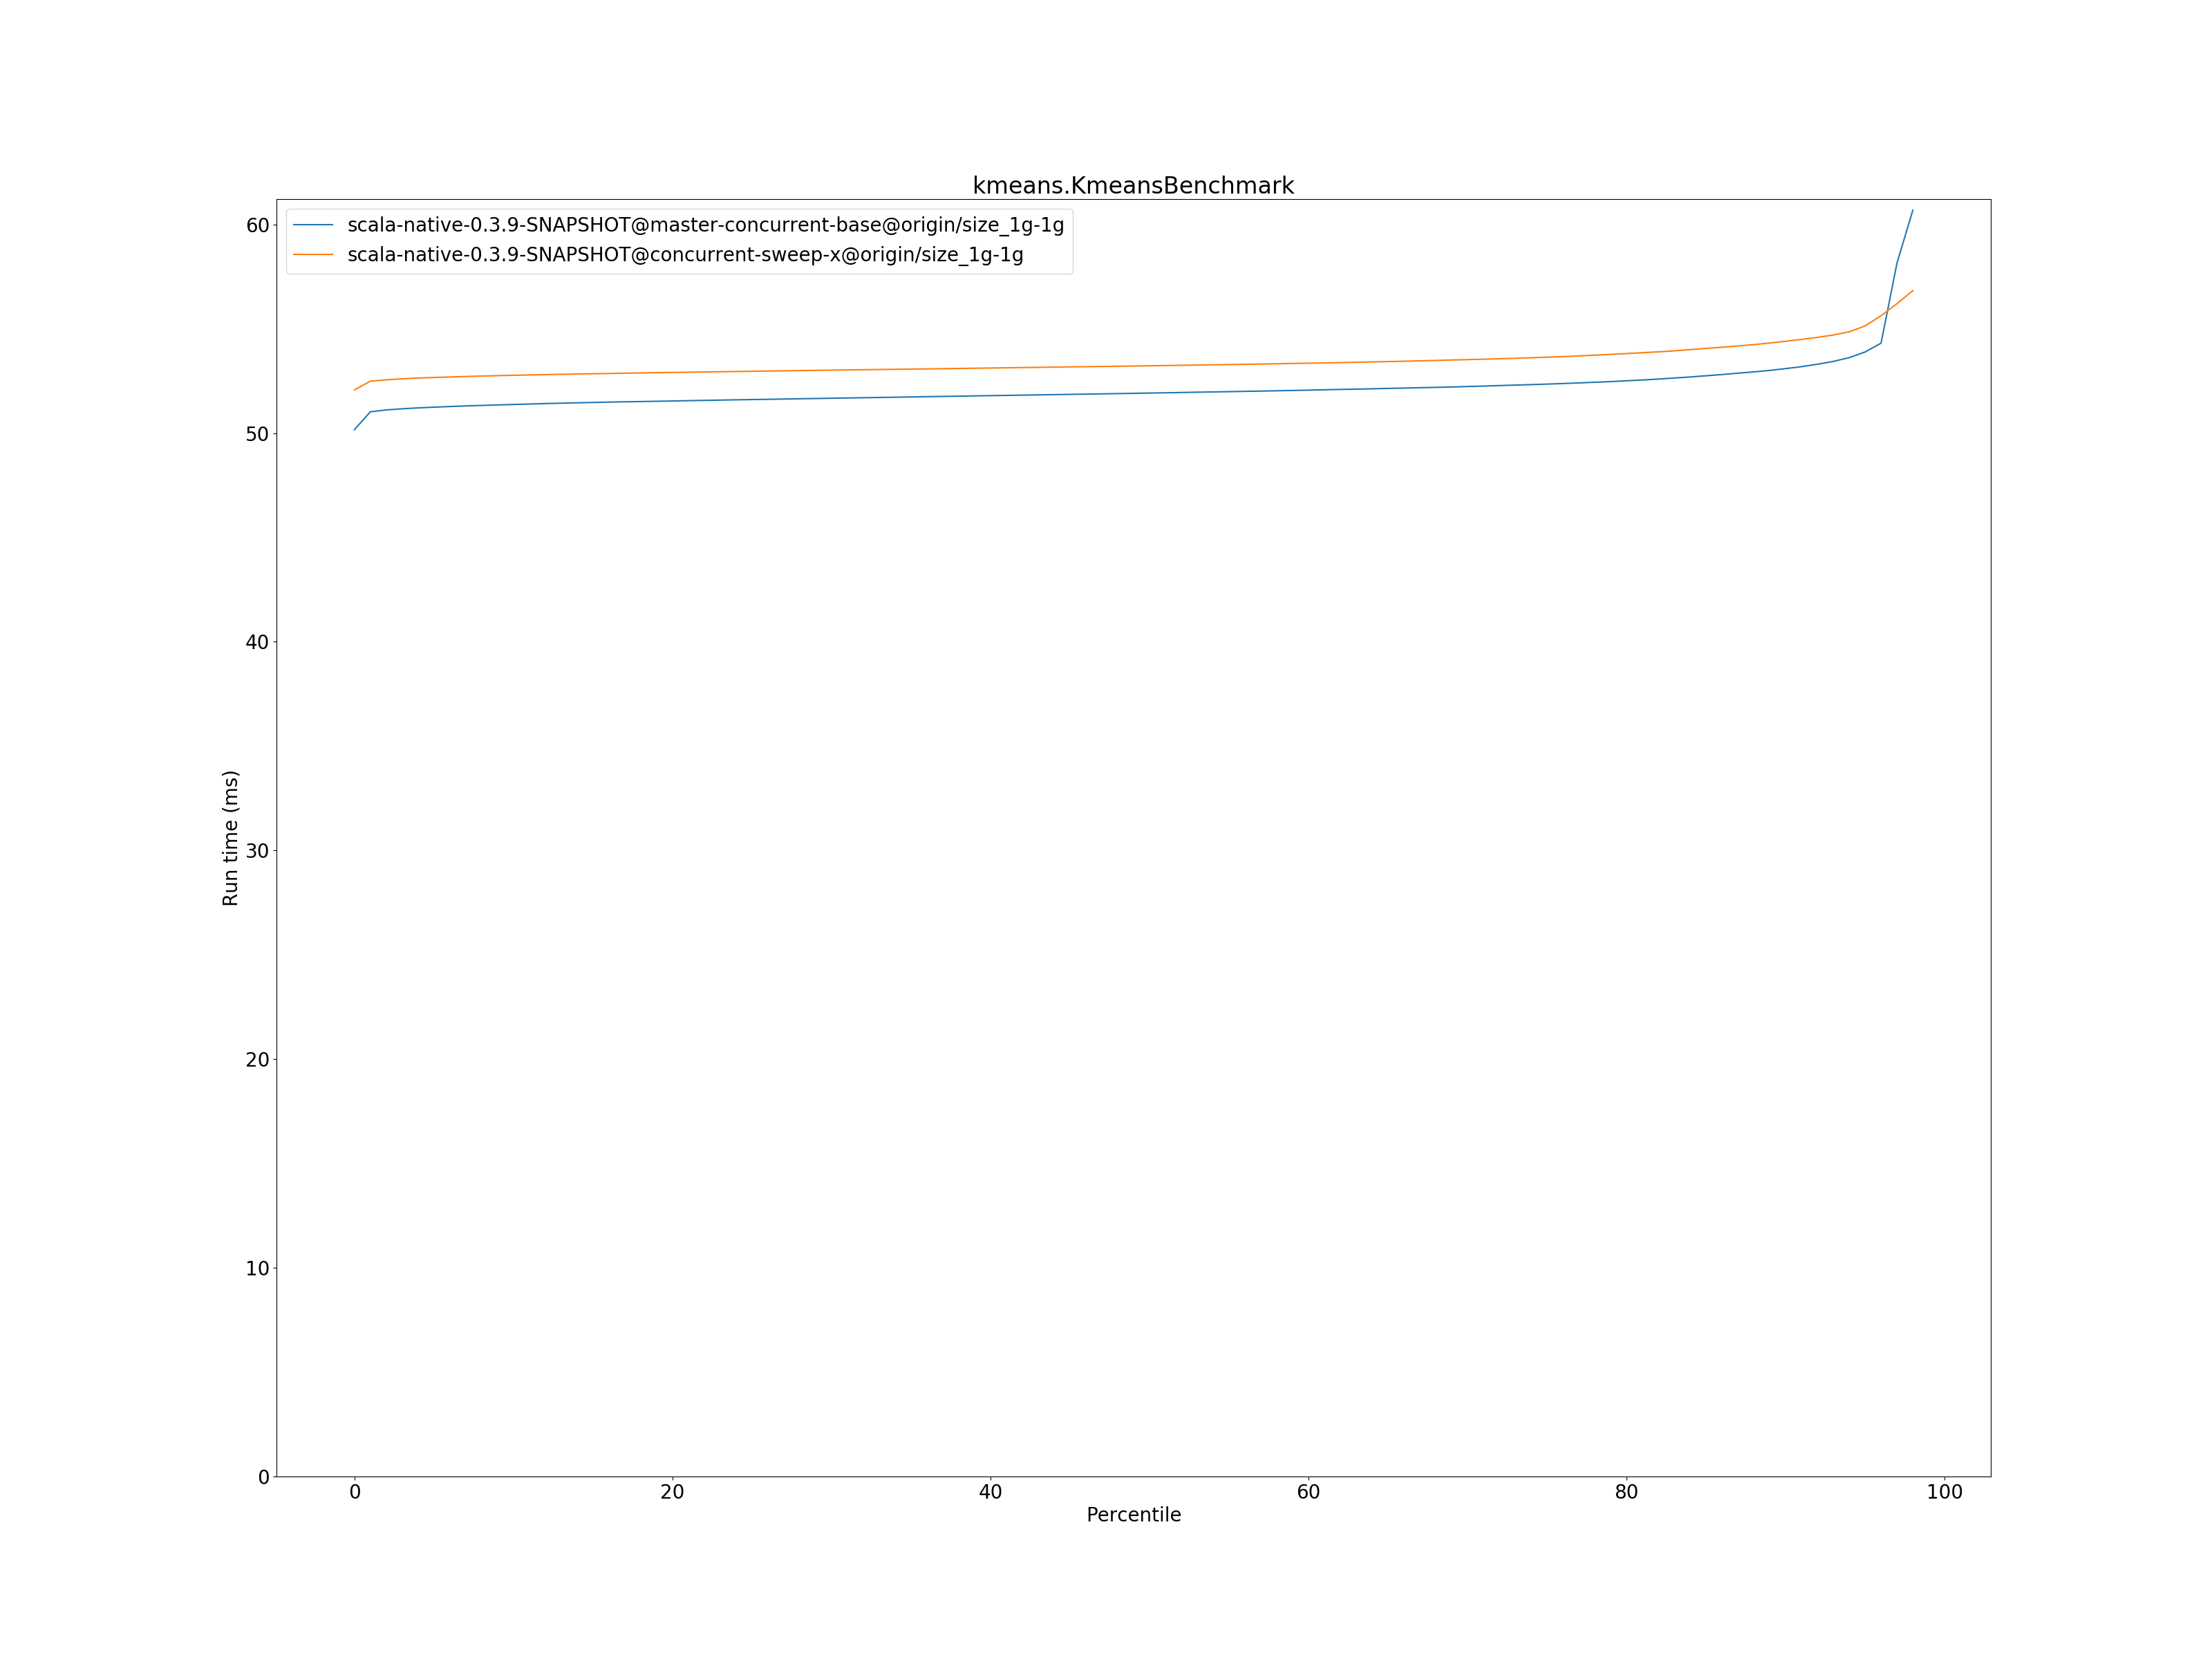 kmeans.KmeansBenchmark
scala-native-0.3.9-SNAPSHOT@master-concurrent-base@origin/size_1g-1g
scala-native-0.3.9-SNAPSHOT@concurrent-sweep-x@origin/size_1g-1g
60
50
40
30
20
10
0
Run time (ms)
0 20 40 60 80 100
Percentile